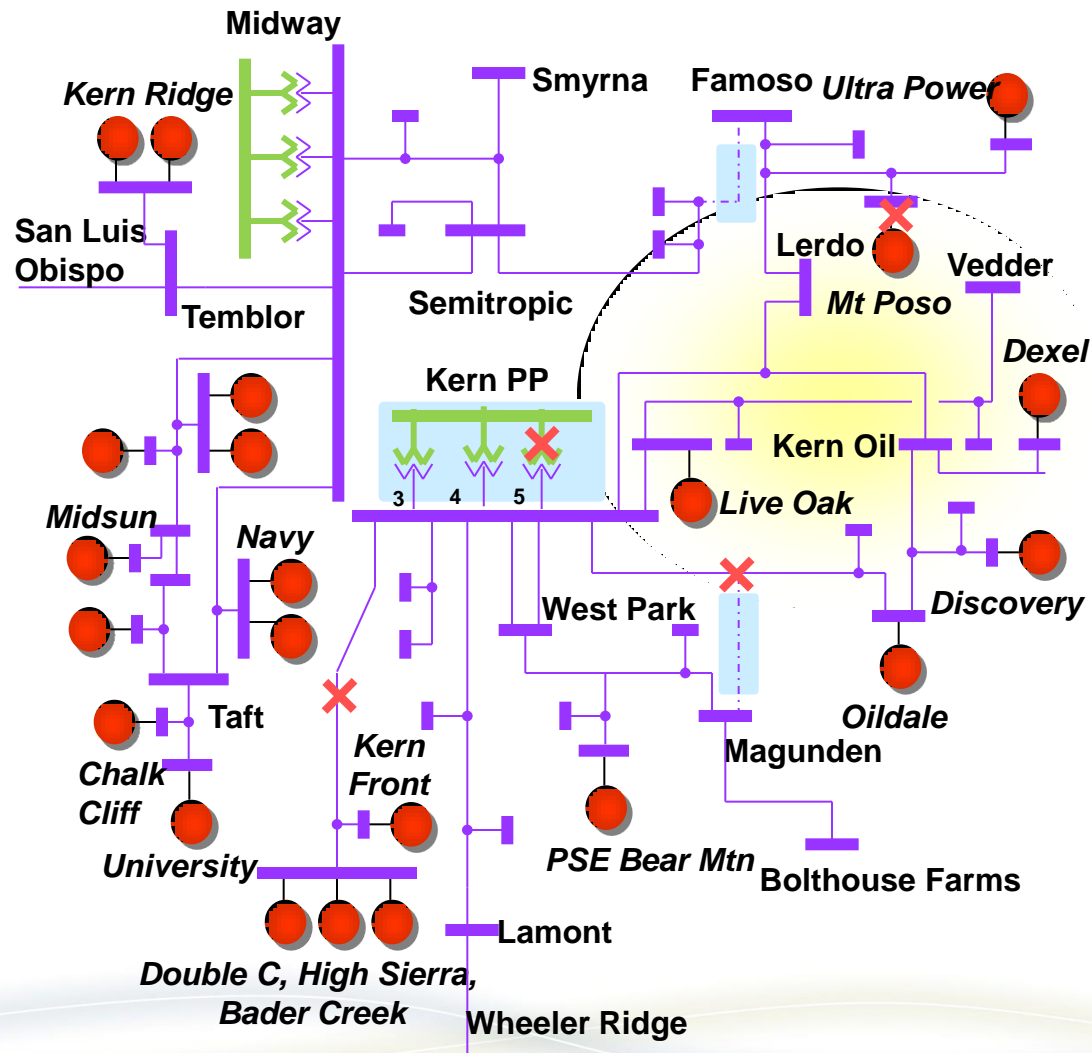 Midway
Smyrna
Famoso
Ultra Power
Kern Ridge
San Luis
Obispo
Temblor
Semitropic
Lerdo
Vedder
Mt Poso
Dexel
Kern PP
Kern Oil
3
4
5
Live Oak
Midsun
Navy
West Park
Discovery
Taft
Oildale
Magunden
Kern
Front
Chalk
Cliff
University
PSE Bear Mtn
Bolthouse Farms
Lamont
Double C, High Sierra,
Bader Creek
Wheeler Ridge